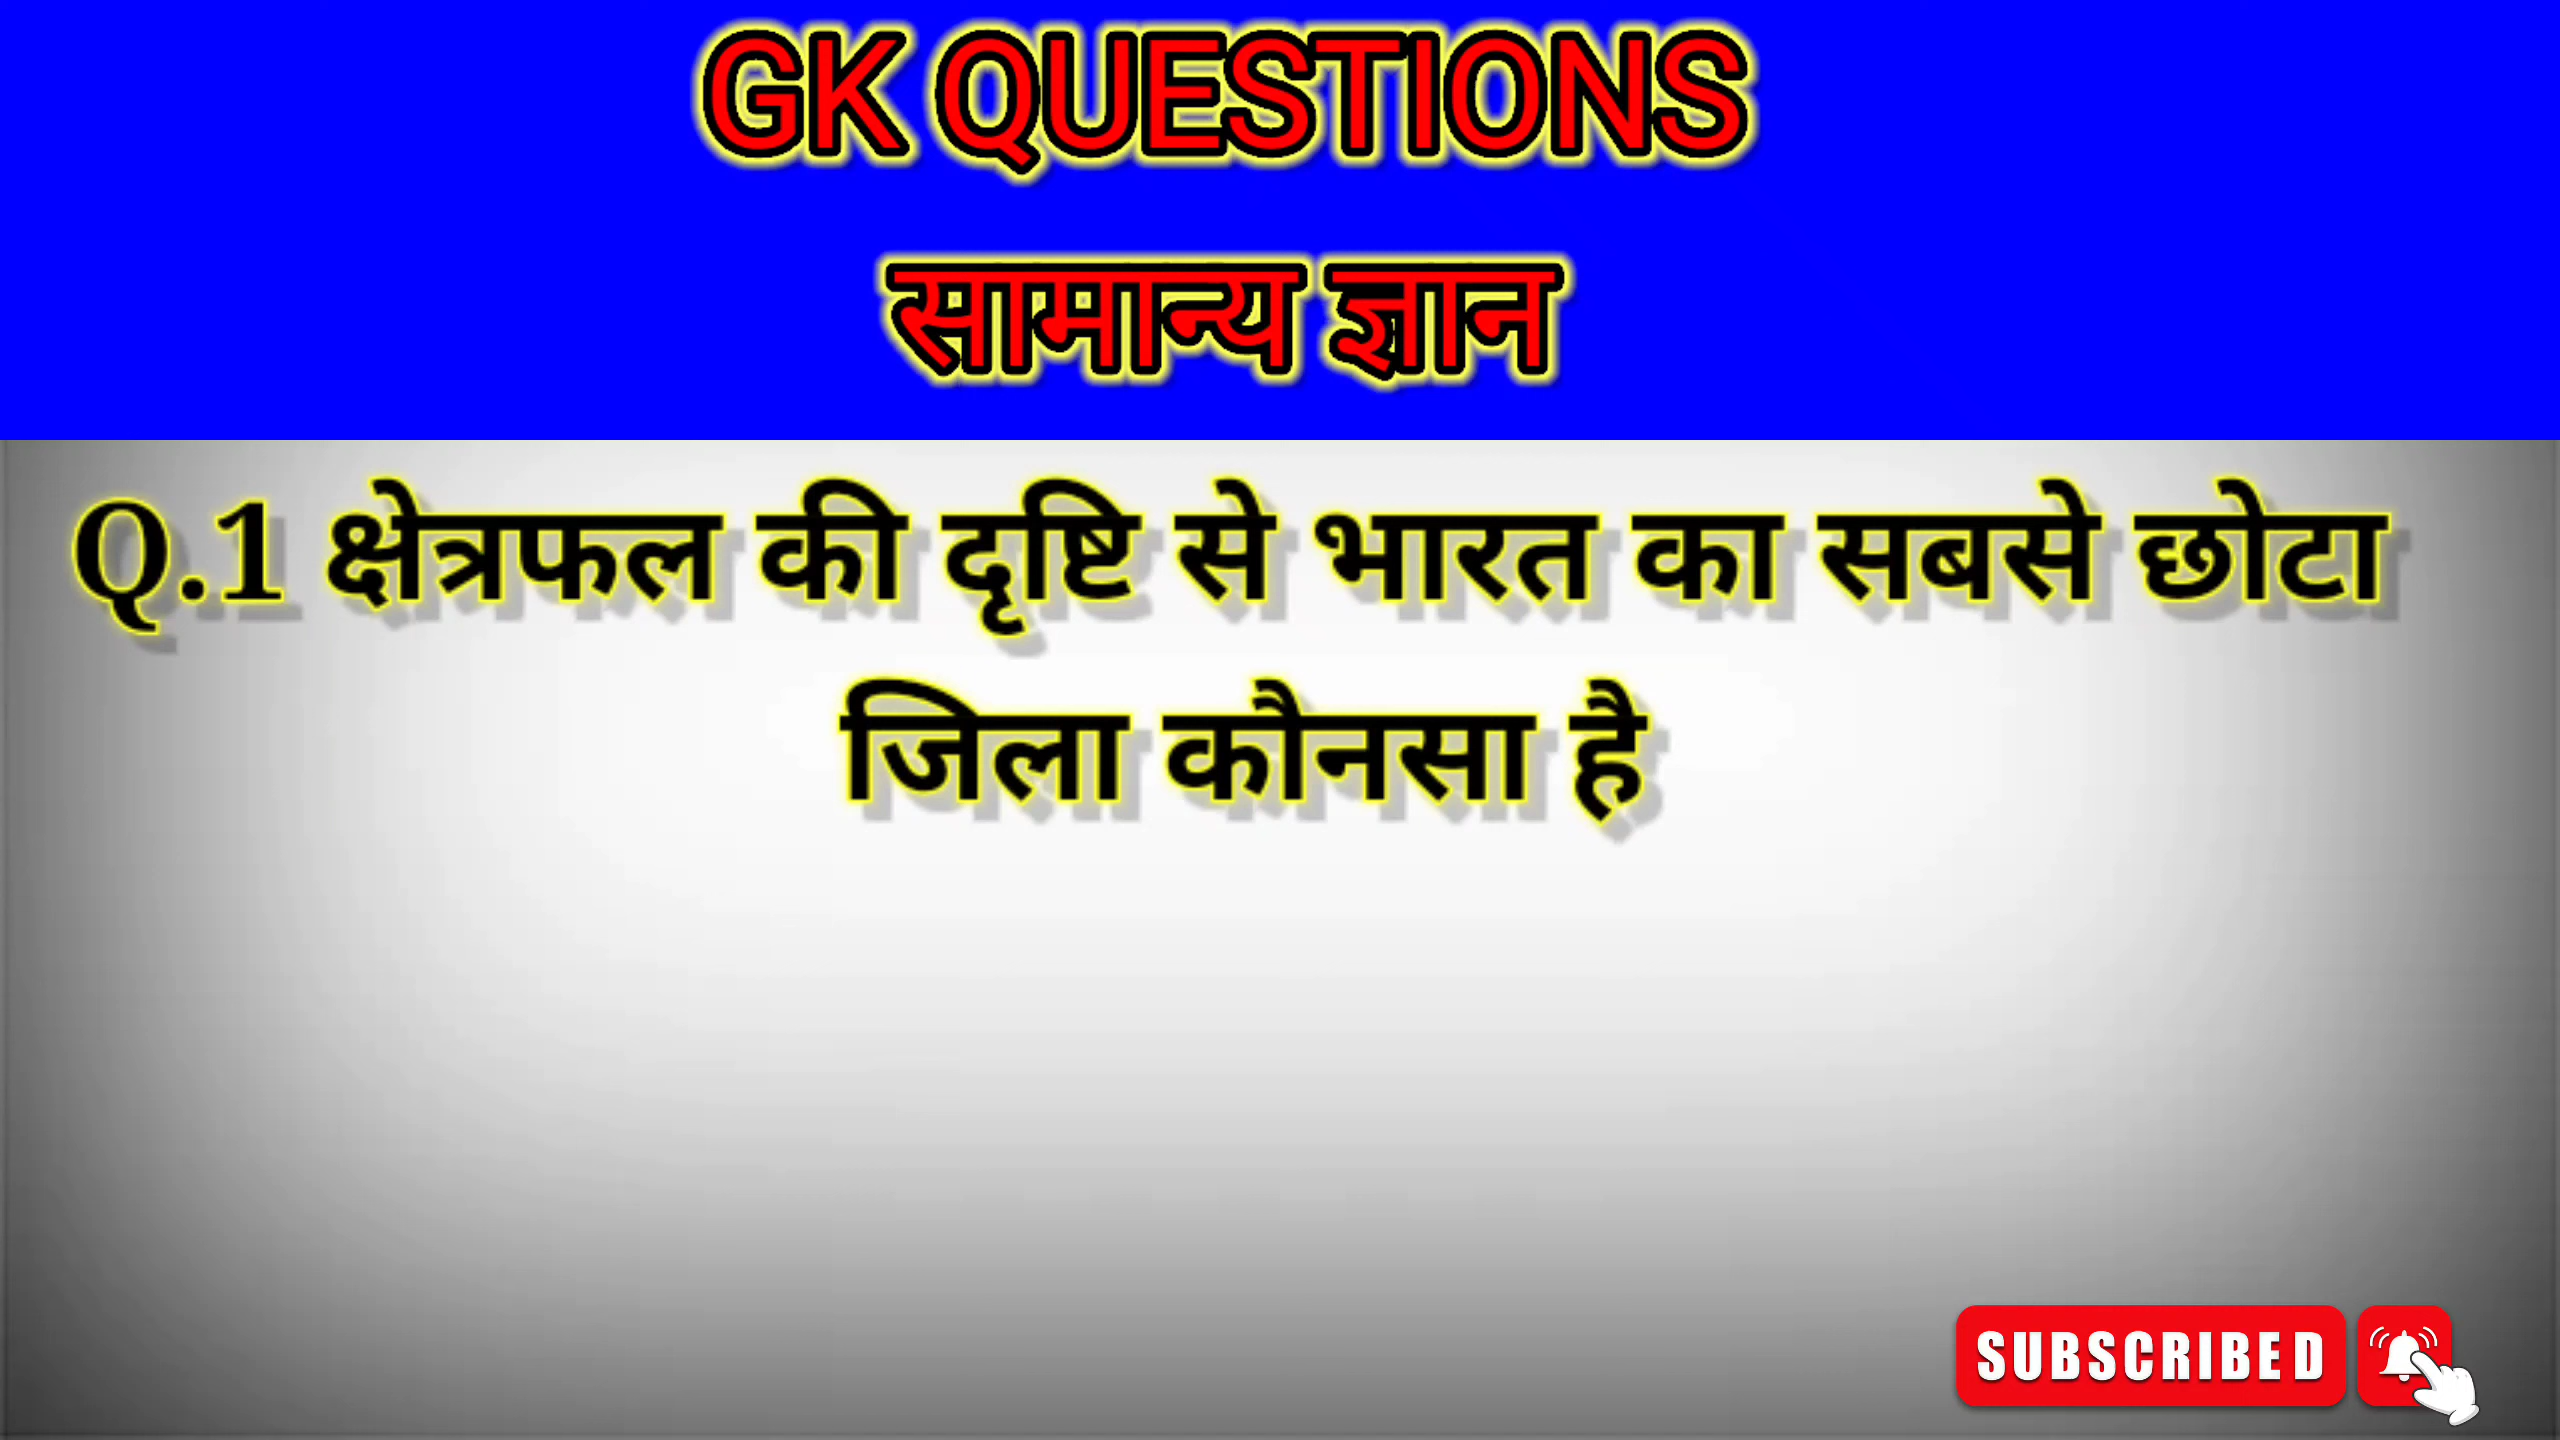 GK QUESTIONS
सामान्य ज्ञान
Q.1 क्षेत्रफल की दृष्टि से भारत का सबसे छोटा
जिला कौनसा है
SUBSCRIBED